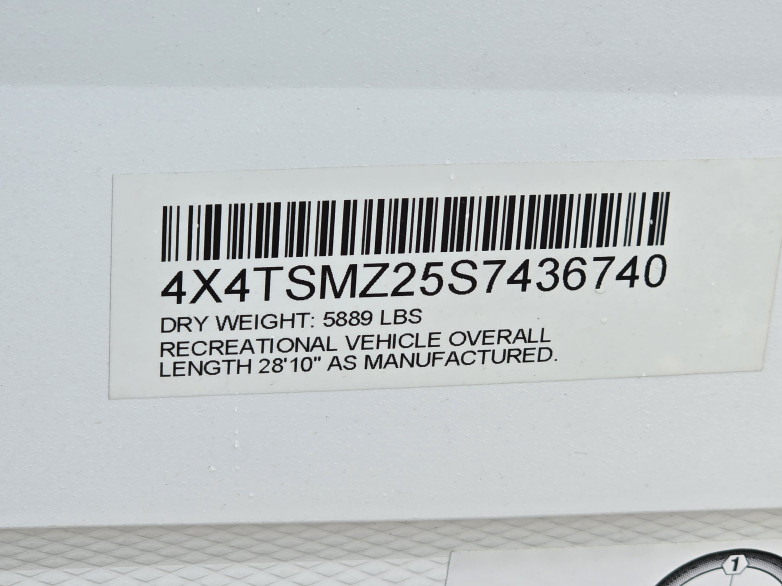 4X4TSMZ25S7436740
DRY WEIGHT: 5889 LBS
RECREATIONAL VEHICLE OVERALL
LENGTH 28'10" AS MANUFACTURED.
1